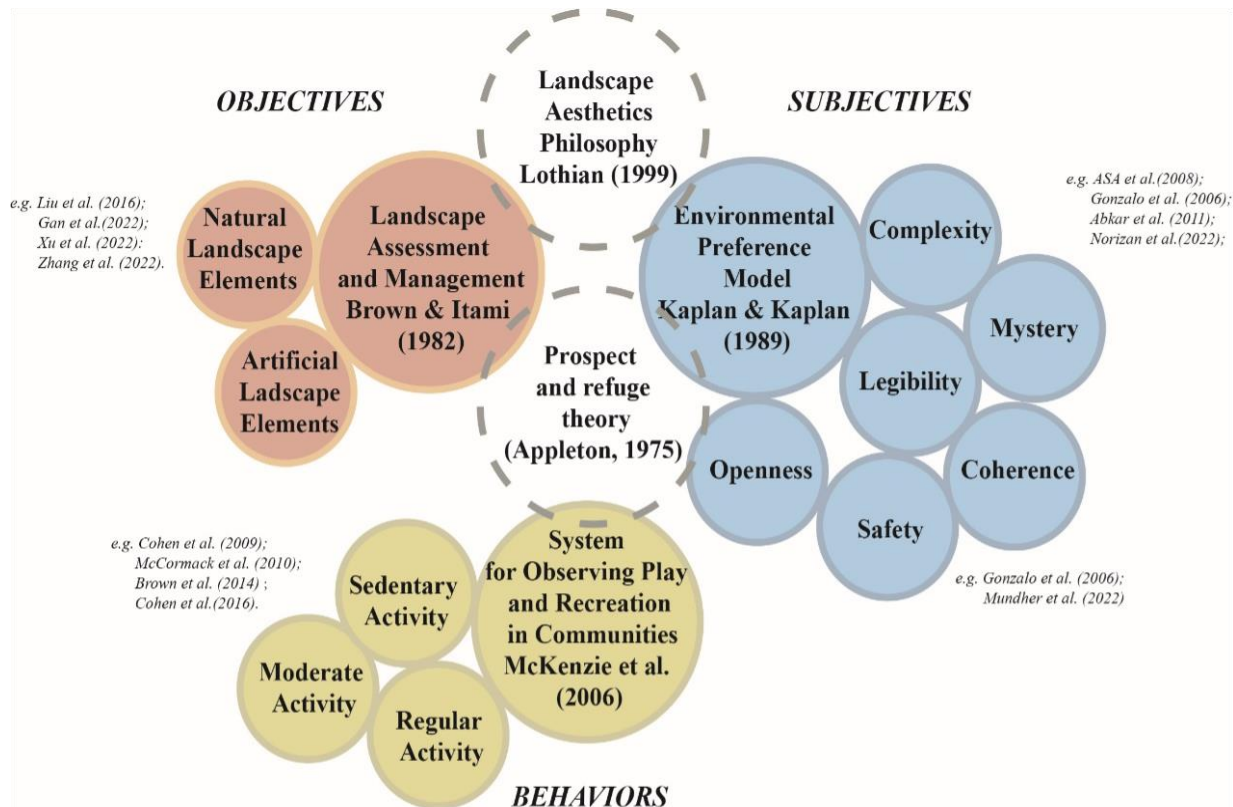 OBJECTIVES
Landscape
Aesthetics
Philosophy
Lothian (1999)
SUBJECTIVES
e.g. Liu et al. (2016);
Gan et al.(2022);
Xu et al. (2022):
Zhang et al. (2022).
Natural
Landscape
Elements
Landscape
Assessment
and Management
Brown & Itami
(1982)
Artificial
Ladscape
Elements
Environmental
Preference
Model
Kaplan & Kaplan
(1989)
Complexity
e.g. ASA et al.(2008);
Gonzalo et al. (2006);
Abkar et al. (2011);
Norizan et al.(2022);
Mystery
Legibility
Coherence
Openness
Safety
e.g. Gonzalo et al. (2006);
Mundher et al. (2022)
Prospect
and refuge
theory
(Appleton, 1975)
e.g. Cohen et al. (2009);
McCormack et al. (2010);
Brown et al. (2014) ;
Cohen et al.(2016).
Sedentary
Activity
Moderate
Activity
Regular
Activity
System
for Observing Play
and Recreation
in Communities
McKenzie et al.
(2006)
BEHAVIORS